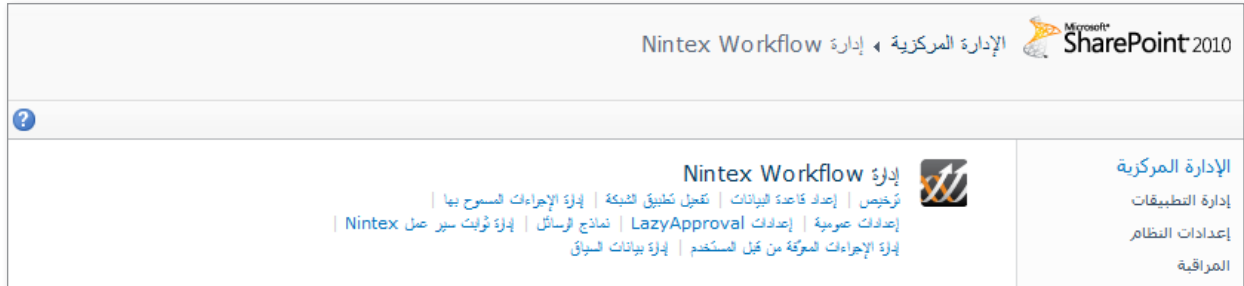 Microsoft SharePoint 2010
الإدارة المركزية ◂ إدارة Nintex Workflow
الإدارة المركزية
إدارة التطبيقات
إعدادات النظام
المراقبة
إدارة Nintex Workflow
ترخيص | إعداد قاعدة البيانات | تفعيل تطبيق الشبكة | إدارة الإجراءات المسموح بها |
إعدادات عمومية | إعدادات LazyApproval | نماذج الرسائل | إدارة ثوابت سير عمل Nintex |
إدارة الإجراءات المعرّفة من قبل المستخدم | إدارة بيانات السياق